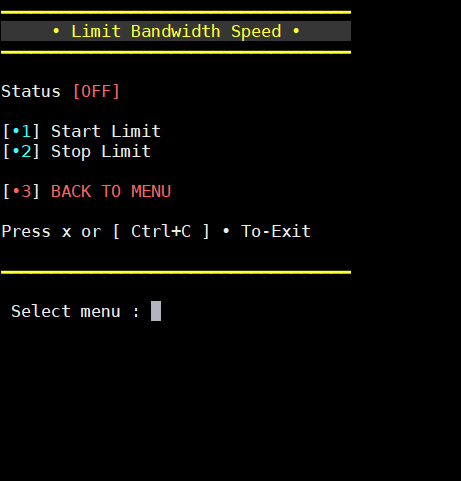 • Limit Bandwidth Speed •
Status [OFF]
[•1] Start Limit
[•2] Stop Limit
[•3] BACK TO MENU
Press x or [ Ctrl+C ] • To-Exit
Select menu :